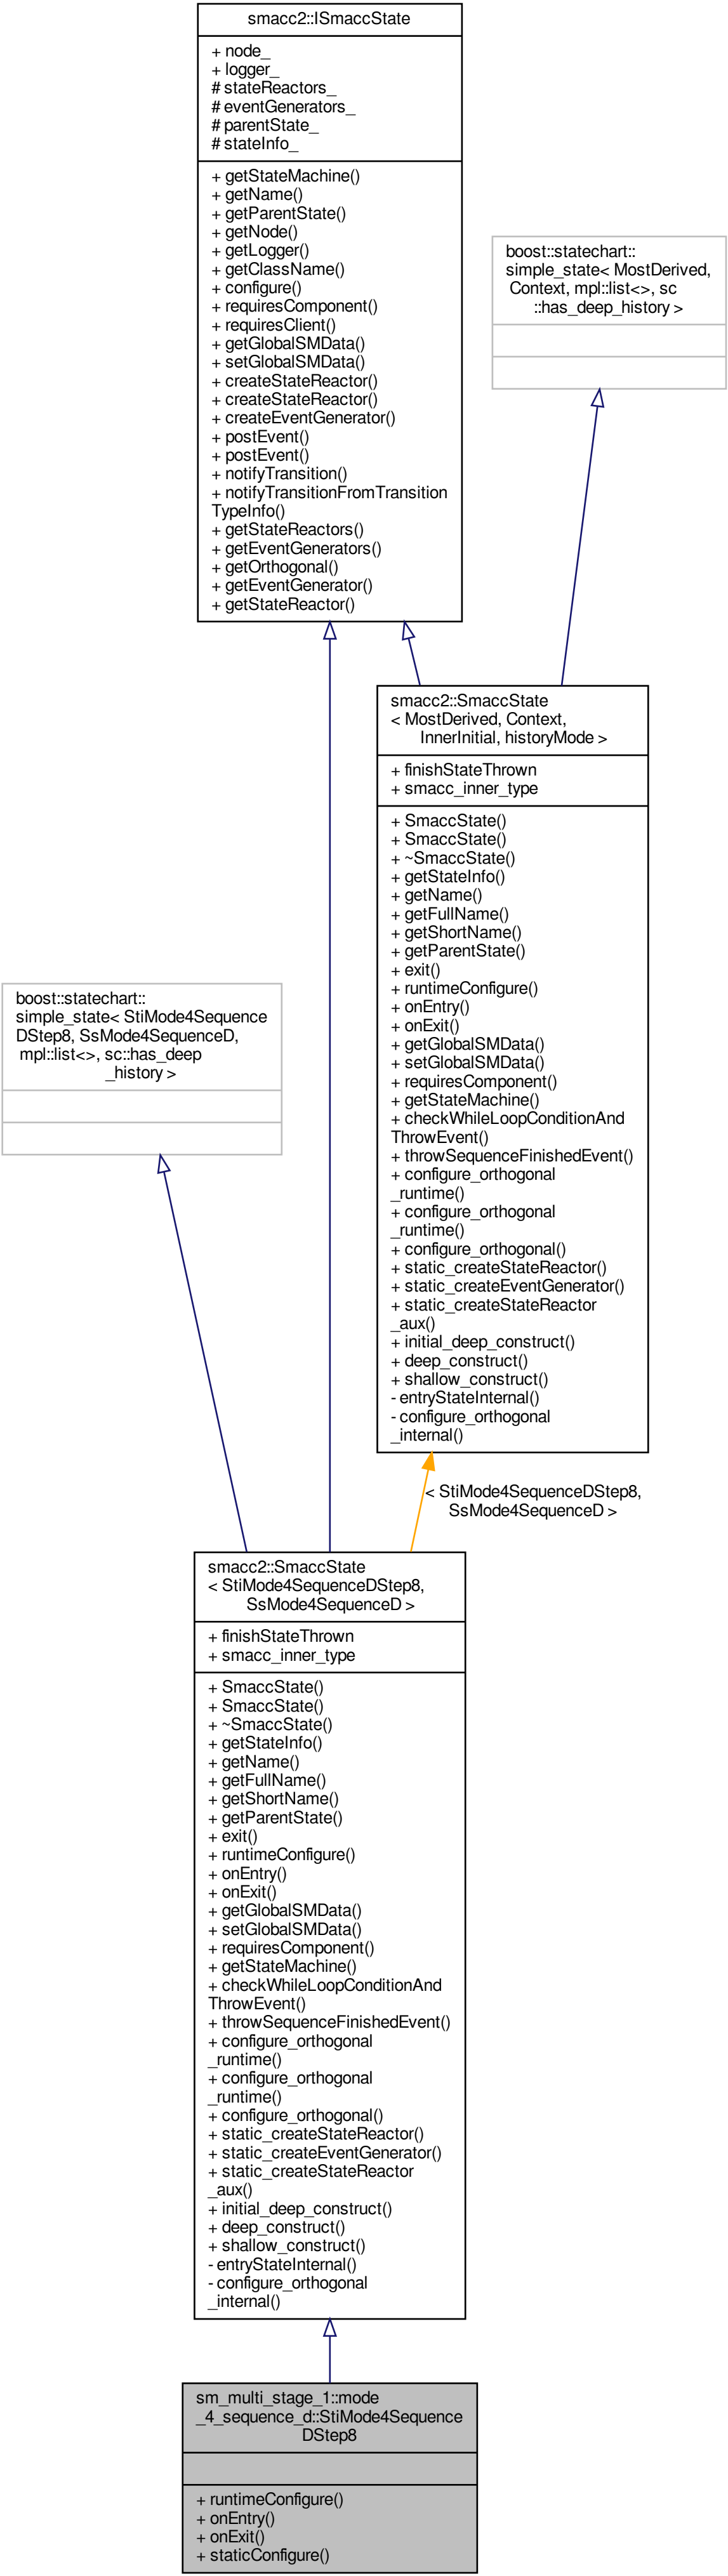 smacc2::ISmaccState
+ node_
+ logger_
# stateReactors_
# eventGenerators_
# parentState_
# stateInfo_
+ getStateMachine()
+ getName()
+ getParentState()
+ getNode()
+ getLogger()
+ getClassName()
+ configure()
+ requiresComponent()
+ requiresClient()
+ getGlobalSMData()
+ setGlobalSMData()
+ createStateReactor()
+ createStateReactor()
+ createEventGenerator()
+ postEvent()
+ postEvent()
+ notifyTransition()
+ notifyTransitionFromTransition
TypeInfo()
+ getStateReactors()
+ getEventGenerators()
+ getOrthogonal()
+ getEventGenerator()
+ getStateReactor()
boost::statechart::
simple_state< MostDerived,
Context, mpl::list<>, sc
::has_deep_history >
smacc2::SmaccState
< MostDerived, Context,
InnerInitial, historyMode >
+ finishStateThrown
+ smacc_inner_type
+ SmaccState()
+ SmaccState()
+ ~SmaccState()
+ getStateInfo()
+ getName()
+ getFullName()
+ getShortName()
+ getParentState()
+ exit()
+ runtimeConfigure()
+ onEntry()
+ onExit()
+ getGlobalSMData()
+ setGlobalSMData()
+ requiresComponent()
+ getStateMachine()
+ checkWhileLoopConditionAnd
ThrowEvent()
+ throwSequenceFinishedEvent()
+ configure_orthogonal
_runtime()
+ configure_orthogonal
_runtime()
+ configure_orthogonal()
+ static_createStateReactor()
+ static_createEventGenerator()
+ static_createStateReactor
_aux()
+ initial_deep_construct()
+ deep_construct()
+ shallow_construct()
- entryStateInternal()
- configure_orthogonal
_internal()
boost::statechart::
simple_state< StiMode4Sequence
DStep8, SsMode4SequenceD,
mpl::list<>, sc::has_deep
_history >
< StiMode4SequenceDStep8,
SsMode4SequenceD >
smacc2::SmaccState
< StiMode4SequenceDStep8,
SsMode4SequenceD >
+ finishStateThrown
+ smacc_inner_type
+ SmaccState()
+ SmaccState()
+ ~SmaccState()
+ getStateInfo()
+ getName()
+ getFullName()
+ getShortName()
+ getParentState()
+ exit()
+ runtimeConfigure()
+ onEntry()
+ onExit()
+ getGlobalSMData()
+ setGlobalSMData()
+ requiresComponent()
+ getStateMachine()
+ checkWhileLoopConditionAnd
ThrowEvent()
+ throwSequenceFinishedEvent()
+ configure_orthogonal
_runtime()
+ configure_orthogonal
_runtime()
+ configure_orthogonal()
+ static_createStateReactor()
+ static_createEventGenerator()
+ static_createStateReactor
_aux()
+ initial_deep_construct()
+ deep_construct()
+ shallow_construct()
- entryStateInternal()
- configure_orthogonal
_internal()
sm_multi_stage_1::mode
_4_sequence_d::StiMode4Sequence
DStep8
+ runtimeConfigure()
+ onEntry()
+ onExit()
+ staticConfigure()